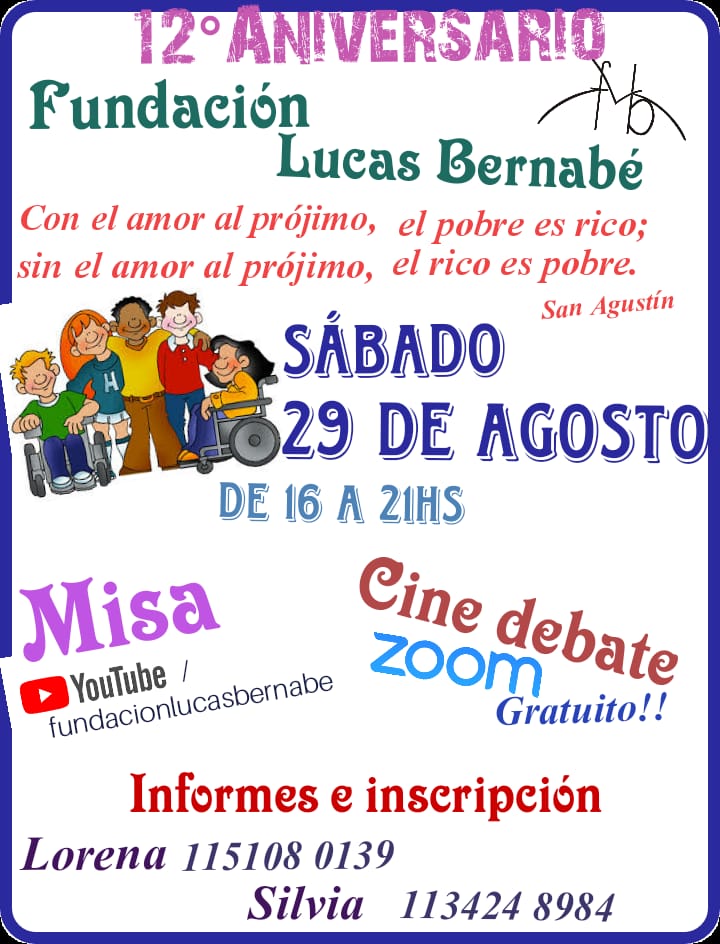 12° ANIVERSARIO
Fundación
Lucas Bernabé
fLb
Con el amor al prójimo, el pobre es rico;
sin el amor al prójimo, el rico es pobre.
San Agustín
H
SÁBADO
29 DE AGOSTO
DE 16 A 21HS
Misa
YouTube /
fundacionlucasbernabe
Cine debate
zoom
Gratuito!!
Informes e inscripción
Lorena 115108 0139
Silvia 113424 8984